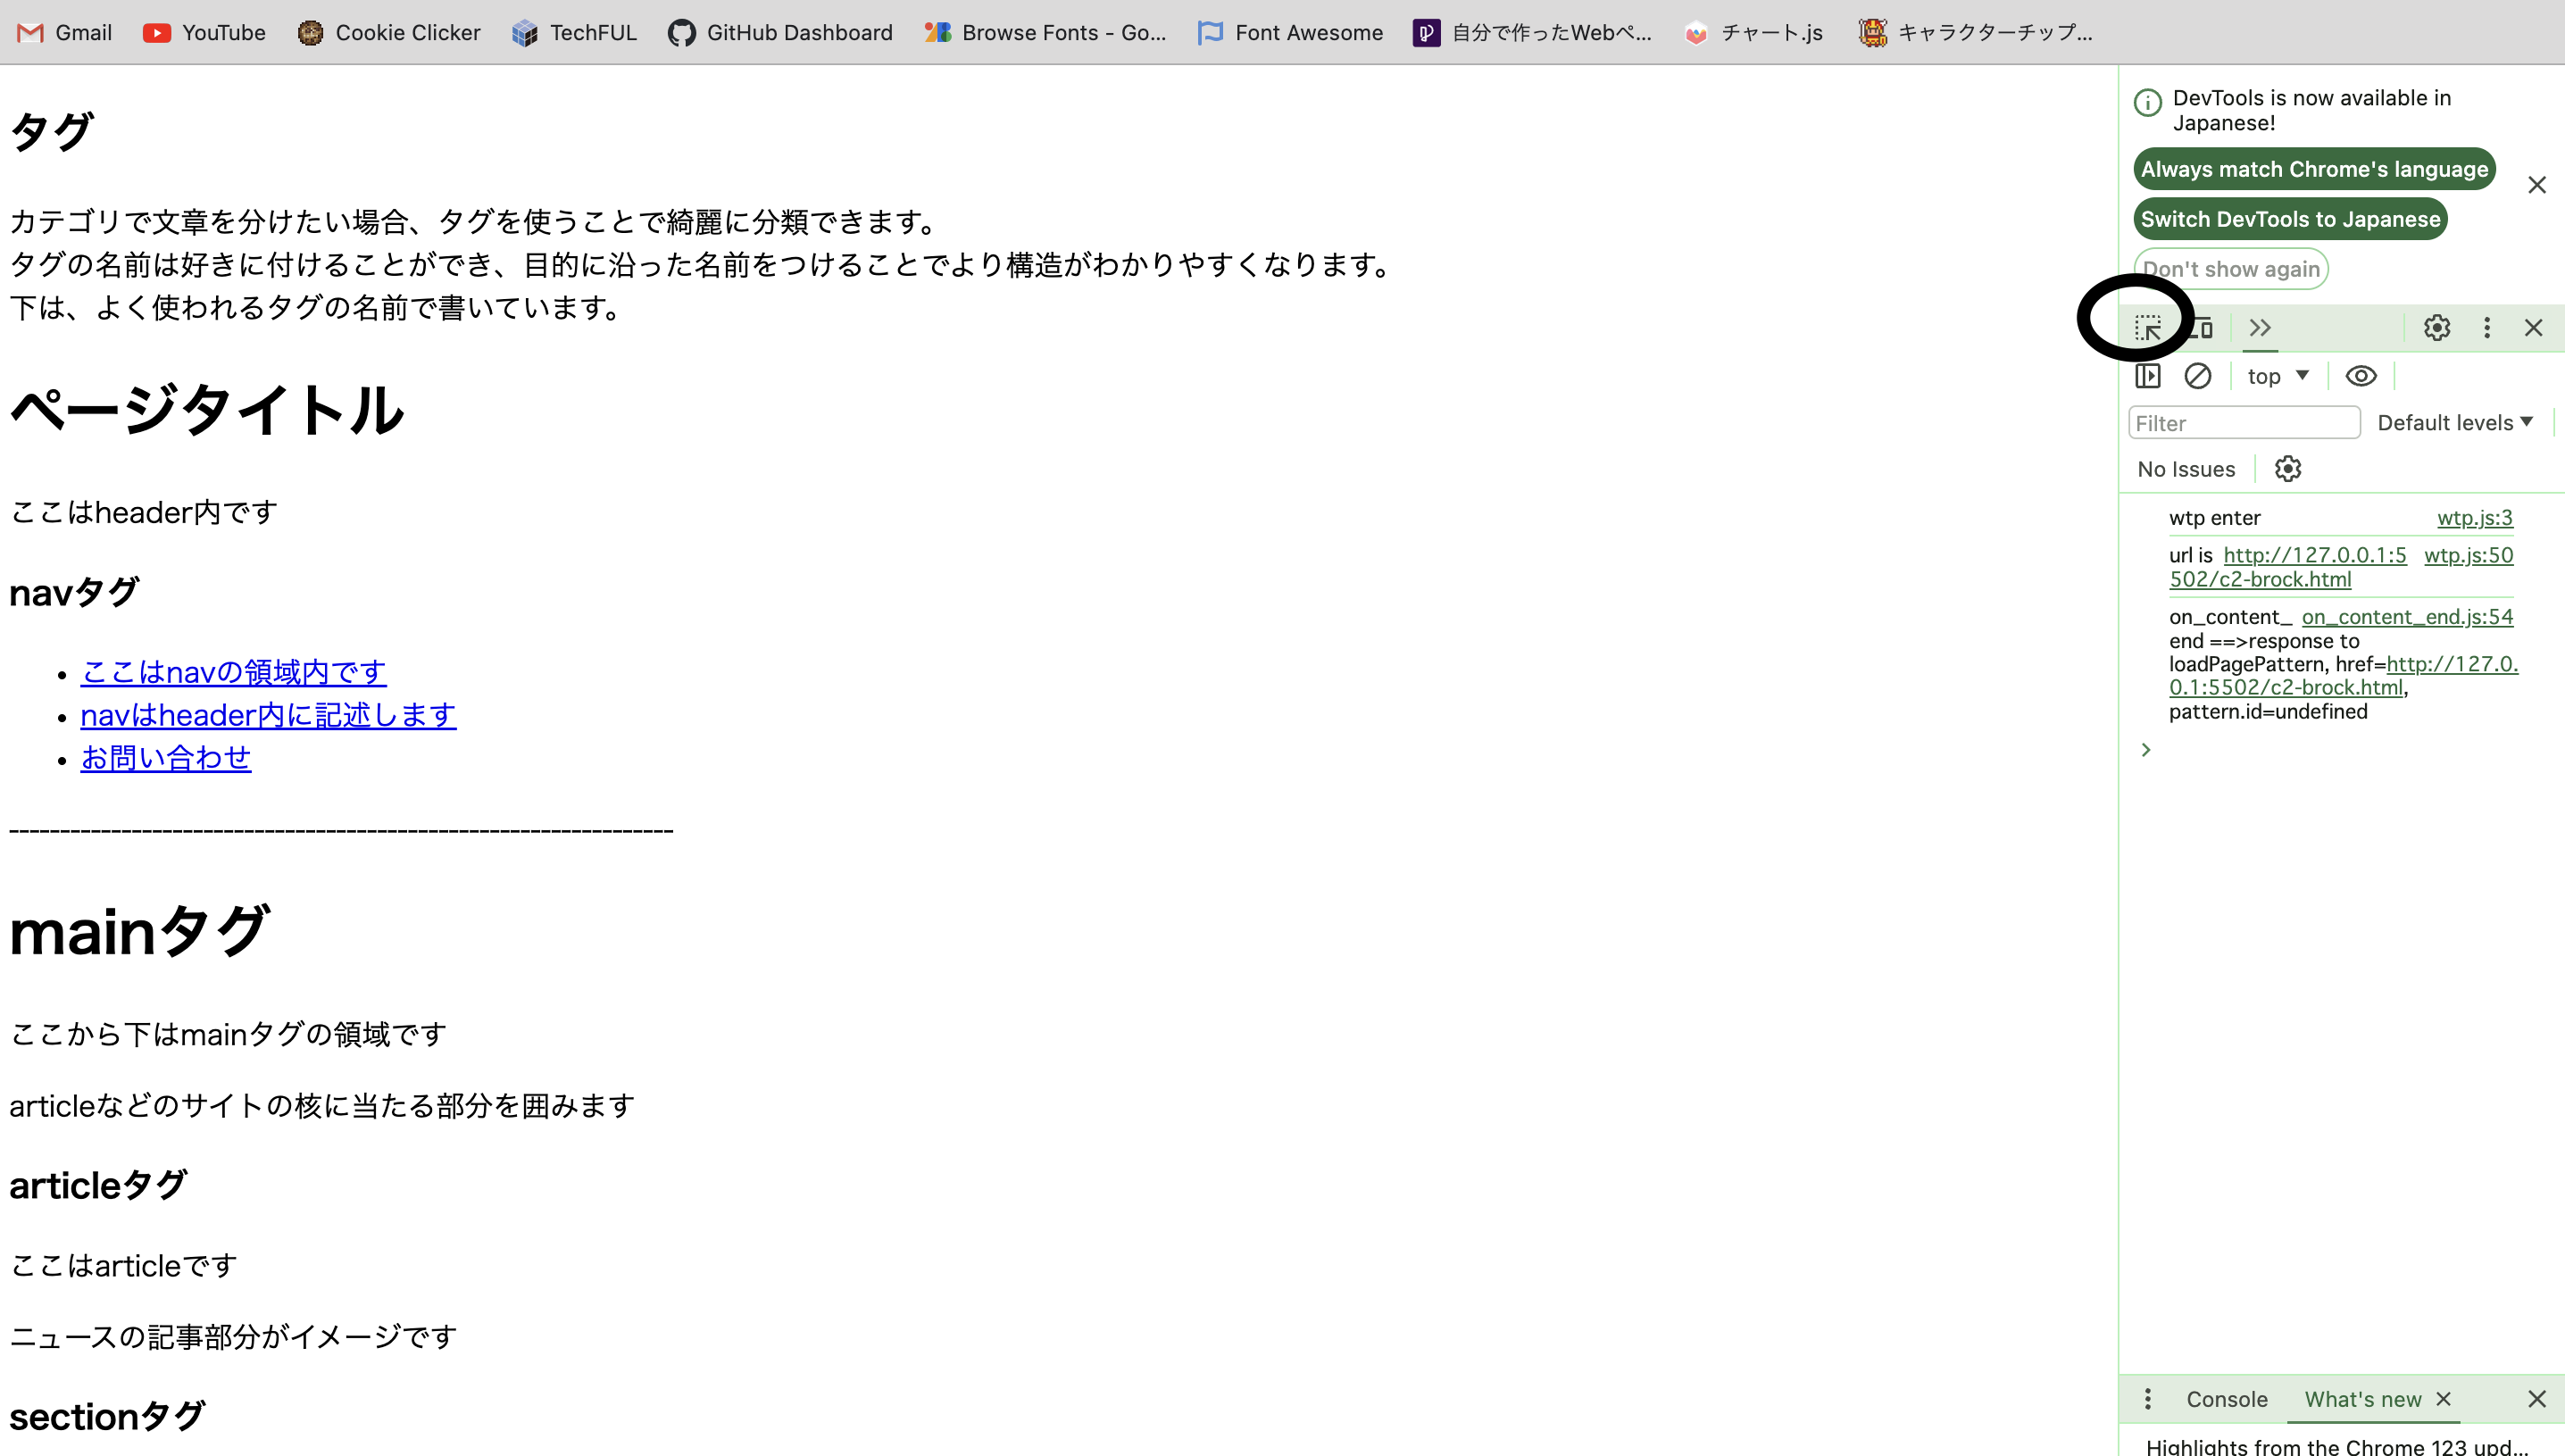 Gmail YouTube Cookie Clicker TechFUL GitHub Dashboard Browse Fonts - Go... Font Awesome 自分で作ったWebペ... チャート.js キャラクターチップ...
タグ
カテゴリで文章を分けたい場合、タグを使うことで綺麗に分類できます。
タグの名前は好きに付けることができ、目的に沿った名前をつけることでより構造がわかりやすくなります。
下は、よく使われるタグの名前で書いています。
ページタイトル
ここはheader内です
navタグ
• ここはnavの領域内です
• navはheader内に記述します
• お問い合わせ
-----------------------------------------------------------------
mainタグ
ここから下はmainタグの領域です
articleなどのサイトの核に当たる部分を囲みます
articleタグ
ここはarticleです
ニュースの記事部分がイメージです
sectionタグ
DevTools is now available in
Japanese!
Always match Chrome's language
Switch DevTools to Japanese
Don't show again
top
Filter Default levels
No Issues
wtp enter wtp.js:3
url is http://127.0.0.1:5 wtp.js:50
502/c2-brock.html
on_content_ on_content_end.js:54
end ==>response to
loadPagePattern, href=http://127.0.
0.1:5502/c2-brock.html,
pattern.id=undefined
Console What's new
Highlights from the Chrome 123 upd...